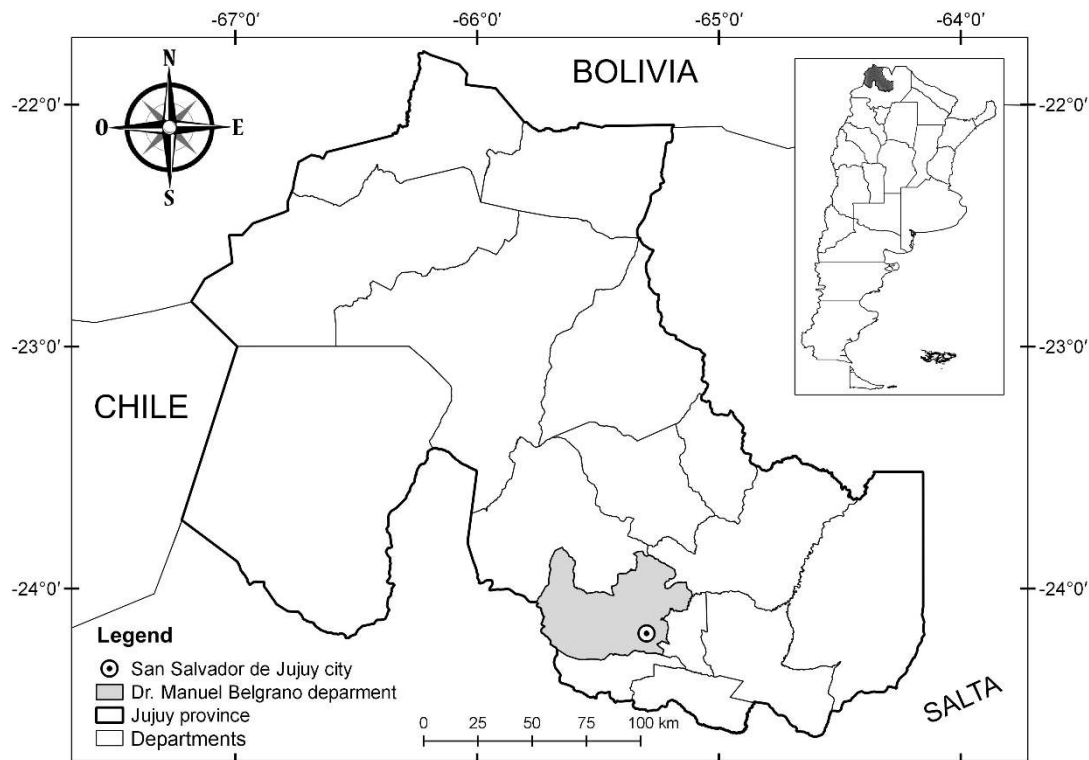 -67°0' -66°0' -65°0' -64°0'
N
O E
S
BOLIVIA
-22°0' -22°0'
-23°0' -23°0'
CHILE
-24°0' -24°0'
Legend
San Salvador de Jujuy city
Dr. Manuel Belgrano deparment
Jujuy province
Departments
0 25 50 75 100 km
SALTA